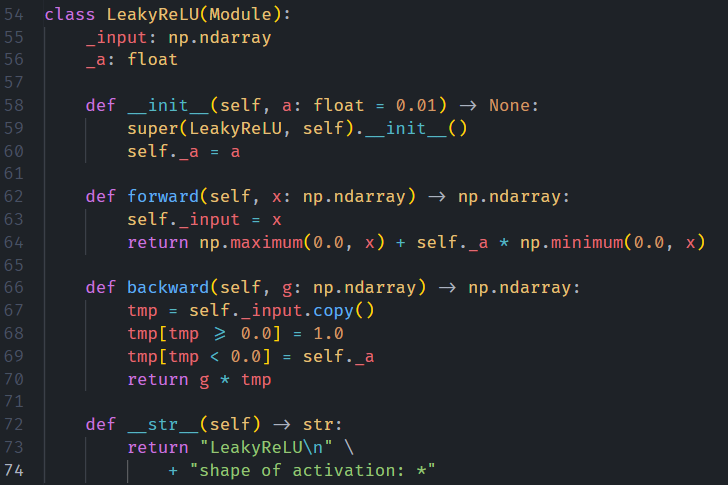 54 class LeakyReLU(Module):
55     _input: np.ndarray
56     _a: float
57
58     def __init__(self, a: float = 0.01) -> None:
59         super(LeakyReLU, self).__init__()
60         self._a = a
61
62     def forward(self, x: np.ndarray) -> np.ndarray:
63         self._input = x
64         return np.maximum(0.0, x) + self._a * np.minimum(0.0, x)
65
66     def backward(self, g: np.ndarray) -> np.ndarray:
67         tmp = self._input.copy()
68         tmp[tmp >= 0.0] = 1.0
69         tmp[tmp < 0.0] = self._a
70         return g * tmp
71
72     def __str__(self) -> str:
73         return "LeakyReLU\n" \
74             + "shape of activation: *"